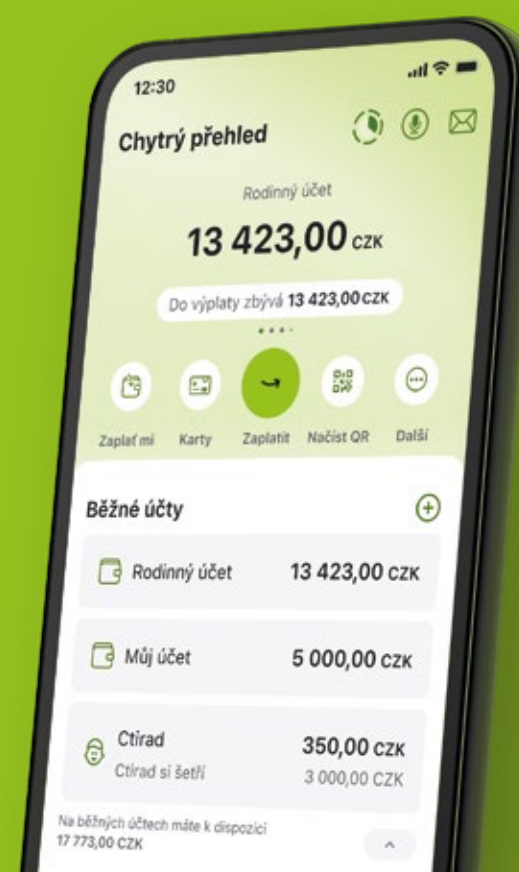 12:30
Chytrý přehled
Rodinný účet
13 423,00 CZK
Do výplaty zbývá 13 423,00 CZK
Zaplať mi Karty Zaplatit Načíst QR Další
Běžné účty
Rodinný účet 13 423,00 CZK
Můj účet 5 000,00 CZK
Ctirad 350,00 CZK
Ctirad si šetří 3 000,00 CZK
Na běžných účtech máte k dispozici
17 773,00 CZK